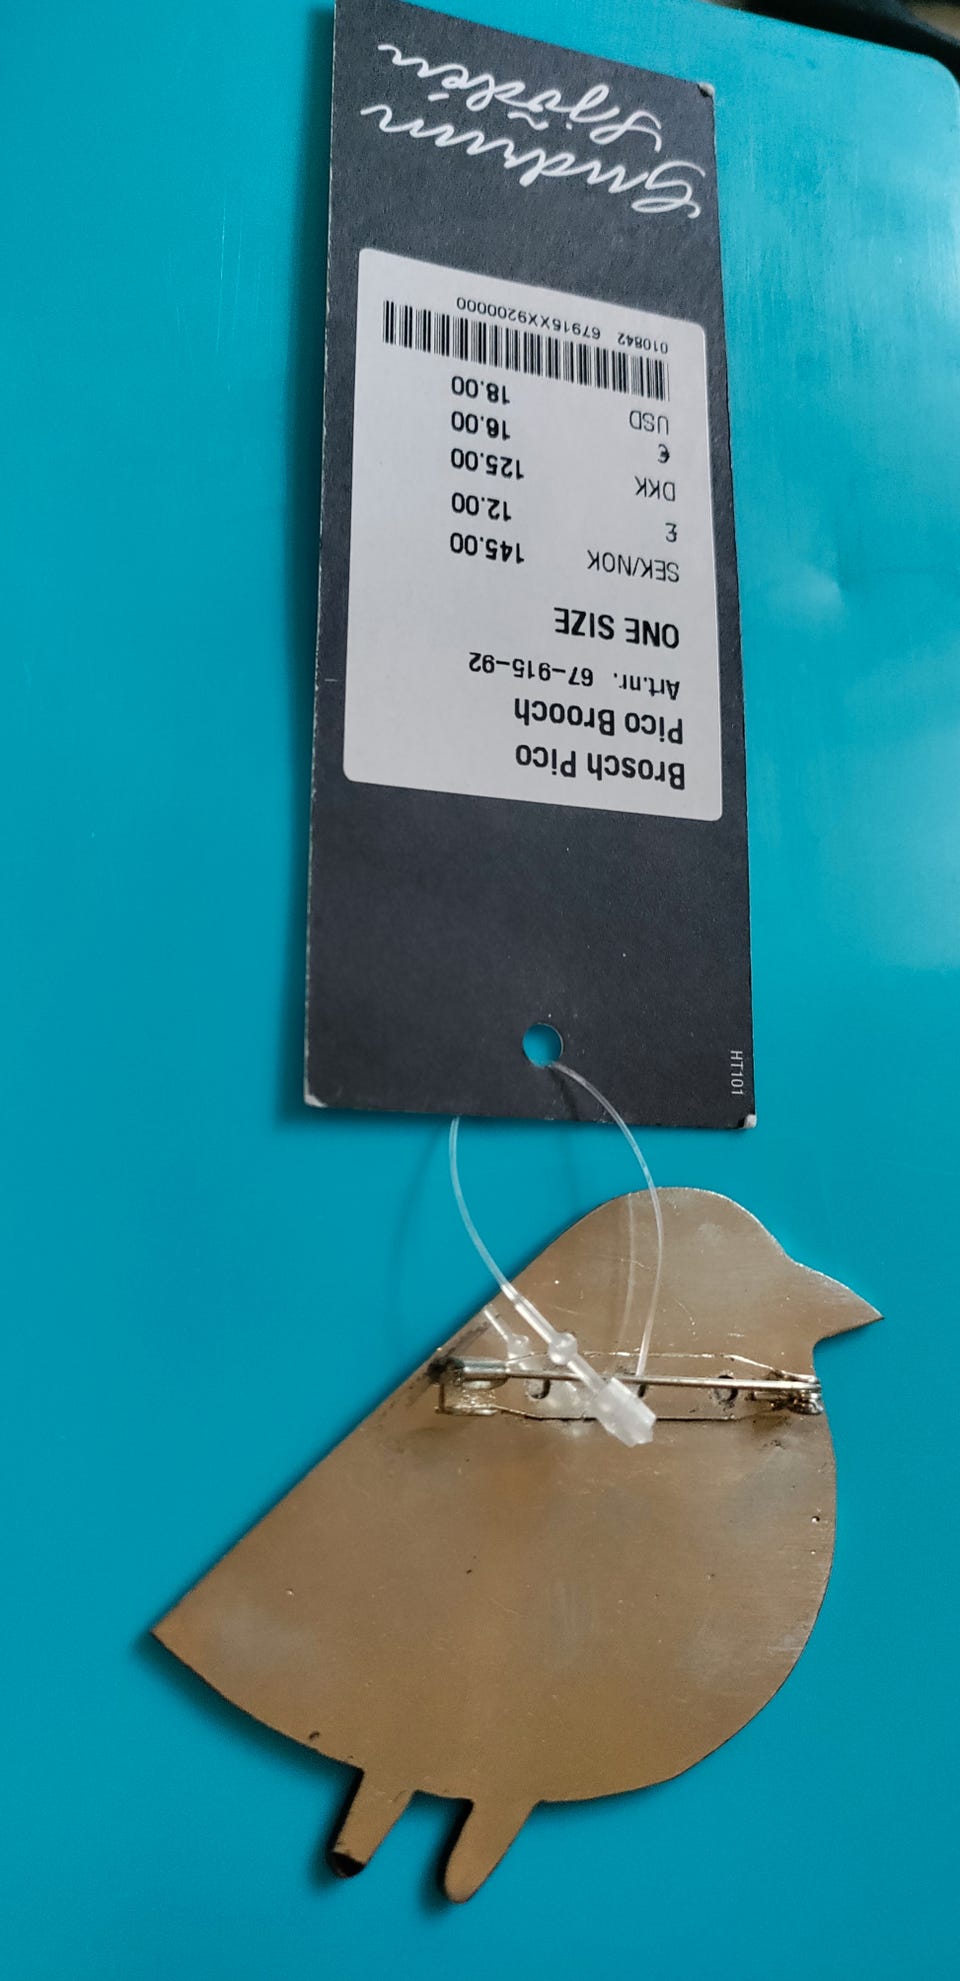 Brosch Pico
Pico Brooch
Art.nr. 67-915-92
ONE SIZE
SEK/NOK 145.00
£ 12.00
DKK 125.00
€ 16.00
USD 18.00
010842 67915XX9200000
Gudrun
Sjödén
HT101